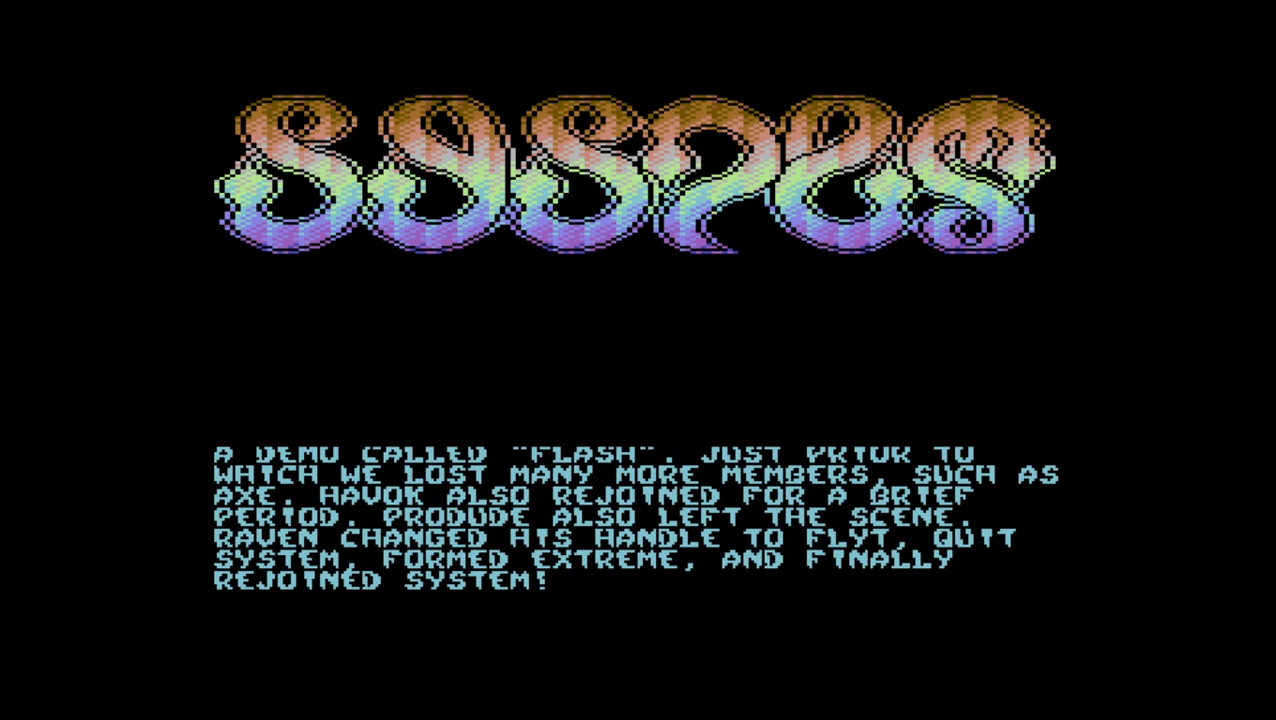 SYSTEM
A DEMO CALLED "FLASH". JUST PRIOR TO
WHICH WE LOST MANY MORE MEMBERS, SUCH AS
AXE. HAVOK ALSO REJOINED FOR A BRIEF
PERIOD. PRODUDE ALSO LEFT THE SCENE.
RAVEN CHANGED HIS HANDLE TO FLYT, QUIT
SYSTEM, FORMED EXTREME, AND FINALLY
REJOINED SYSTEM!